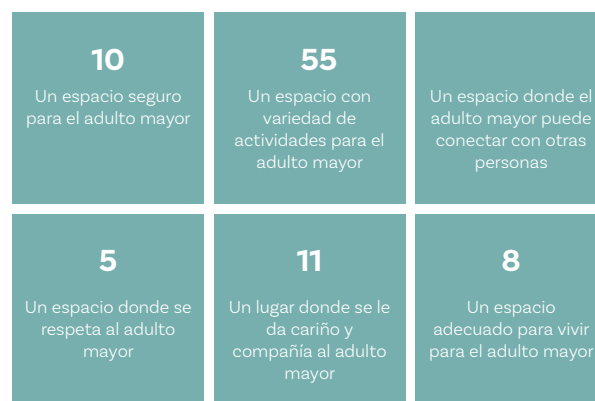 10
Un espacio seguro
para el adulto mayor
55
Un espacio con
variedad de
actividades para el
adulto mayor
Un espacio donde el
adulto mayor puede
conectar con otras
personas
5
Un espacio donde se
respeta al adulto
mayor
11
Un lugar donde se le
da cariño y
compañía al adulto
mayor
8
Un espacio
adecuado para vivir
para el adulto mayor